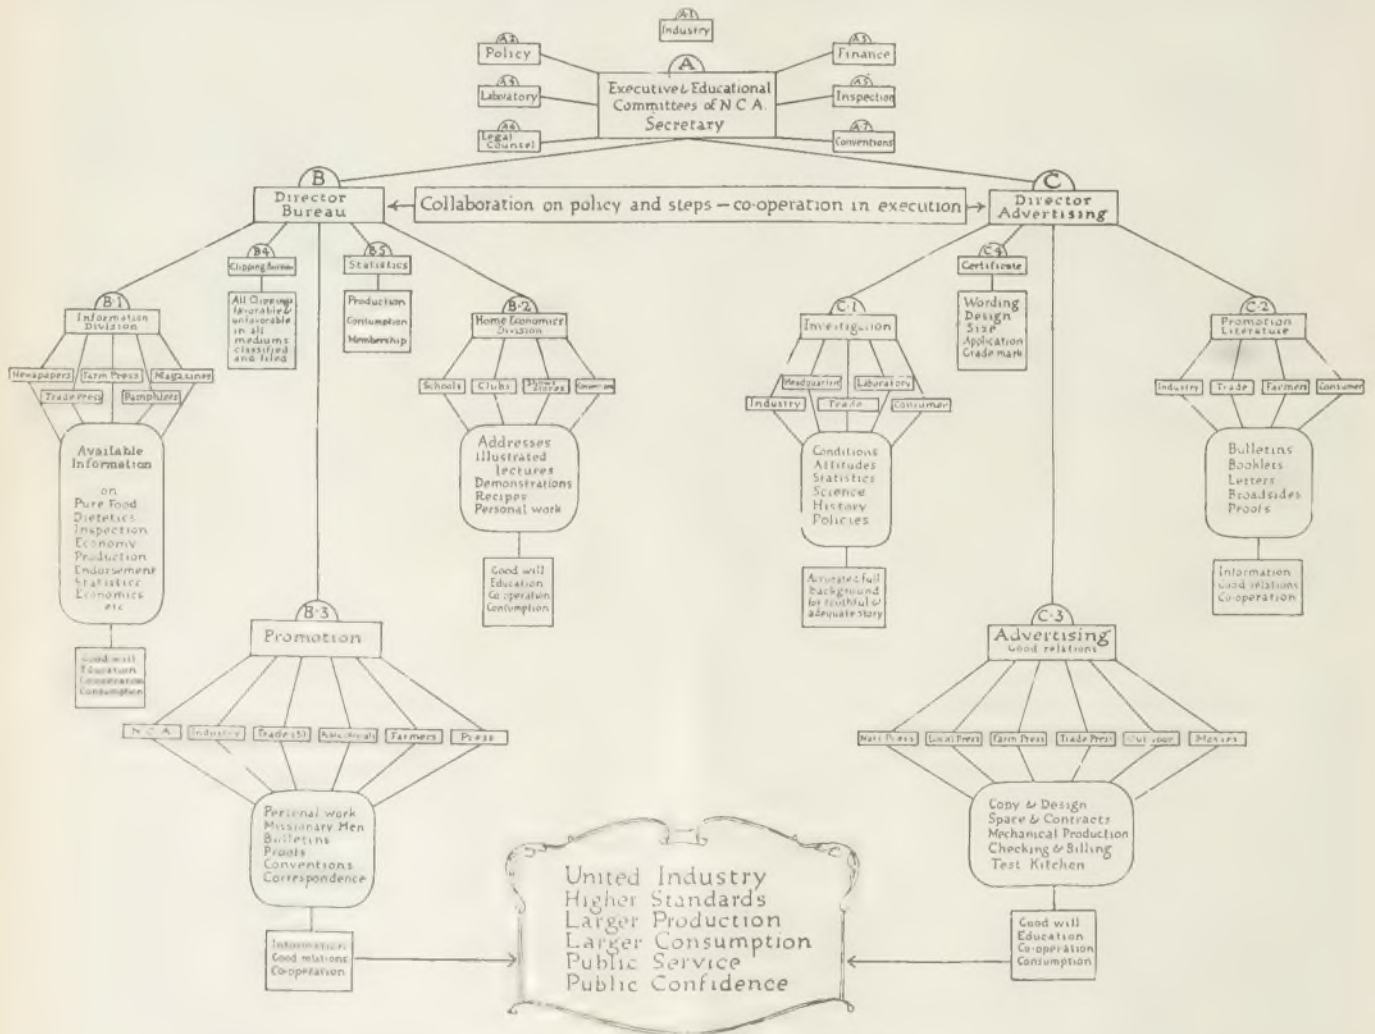 A-1
Industry
A-2
Policy
A-3
Finance
A
Executive & Educational
Committees of N C A.
Secretary
A-4
Laboratory
A-5
Inspection
A-6
Legal
Counsel
A-7
Conventions
B
Director
Bureau
Collaboration on policy and steps — co-operation in execution
C
Director
Advertising
B-4
Clipping Bureau
All Clippings
favorable &
unfavorable
in all
mediums
classified
and filed
B-5
Statistics
Production
Consumption
Membership
C-4
Certificate
Wording
Design
Size
Application
Grade mark
B-1
Information
Division
Newspapers
Farm Press
Magazines
Trade Press
Pamphlets
Available
Information
on
Pure Food
Dietetics
Inspection
Economy
Production
Endorsement
Statistics
Economics
etc
Good will
Education
Co-operation
Consumption
B-2
Home Economics
Division
Schools
Clubs
Stores
Addresses
Illustrated
lectures
Demonstrations
Recipes
Personal work
Good will
Education
Co operation
Consumption
C-1
Investigation
Headquarters
Laboratory
Industry
Trade
Consumer
Conditions
Attitudes
Statistics
Science
History
Policies
Accurate & full
background
for truthful &
adequate story
C-2
Promotion
Literature
Industry
Trade
Farmers
Consumer
Bulletins
Booklets
Letters
Broadsides
Proofs
Information
Good relations
Co-operation
B-3
Promotion
N. C. A.
Industry
Trade (3)
Farmers
Press
Personal work
Missionary Men
Bulletins
Proofs
Conventions
Correspondence
Information
Good relations
Co-operation
C-3
Advertising
Good relations
Nat'l Press
Local Press
Farm Press
Trade Press
Out door
Movies
Copy & Design
Space & Contracts
Mechanical Production
Checking & Billing
Test Kitchen
Good will
Education
Co-operation
Consumption
United Industry
Higher Standards
Larger Production
Larger Consumption
Public Service
Public Confidence